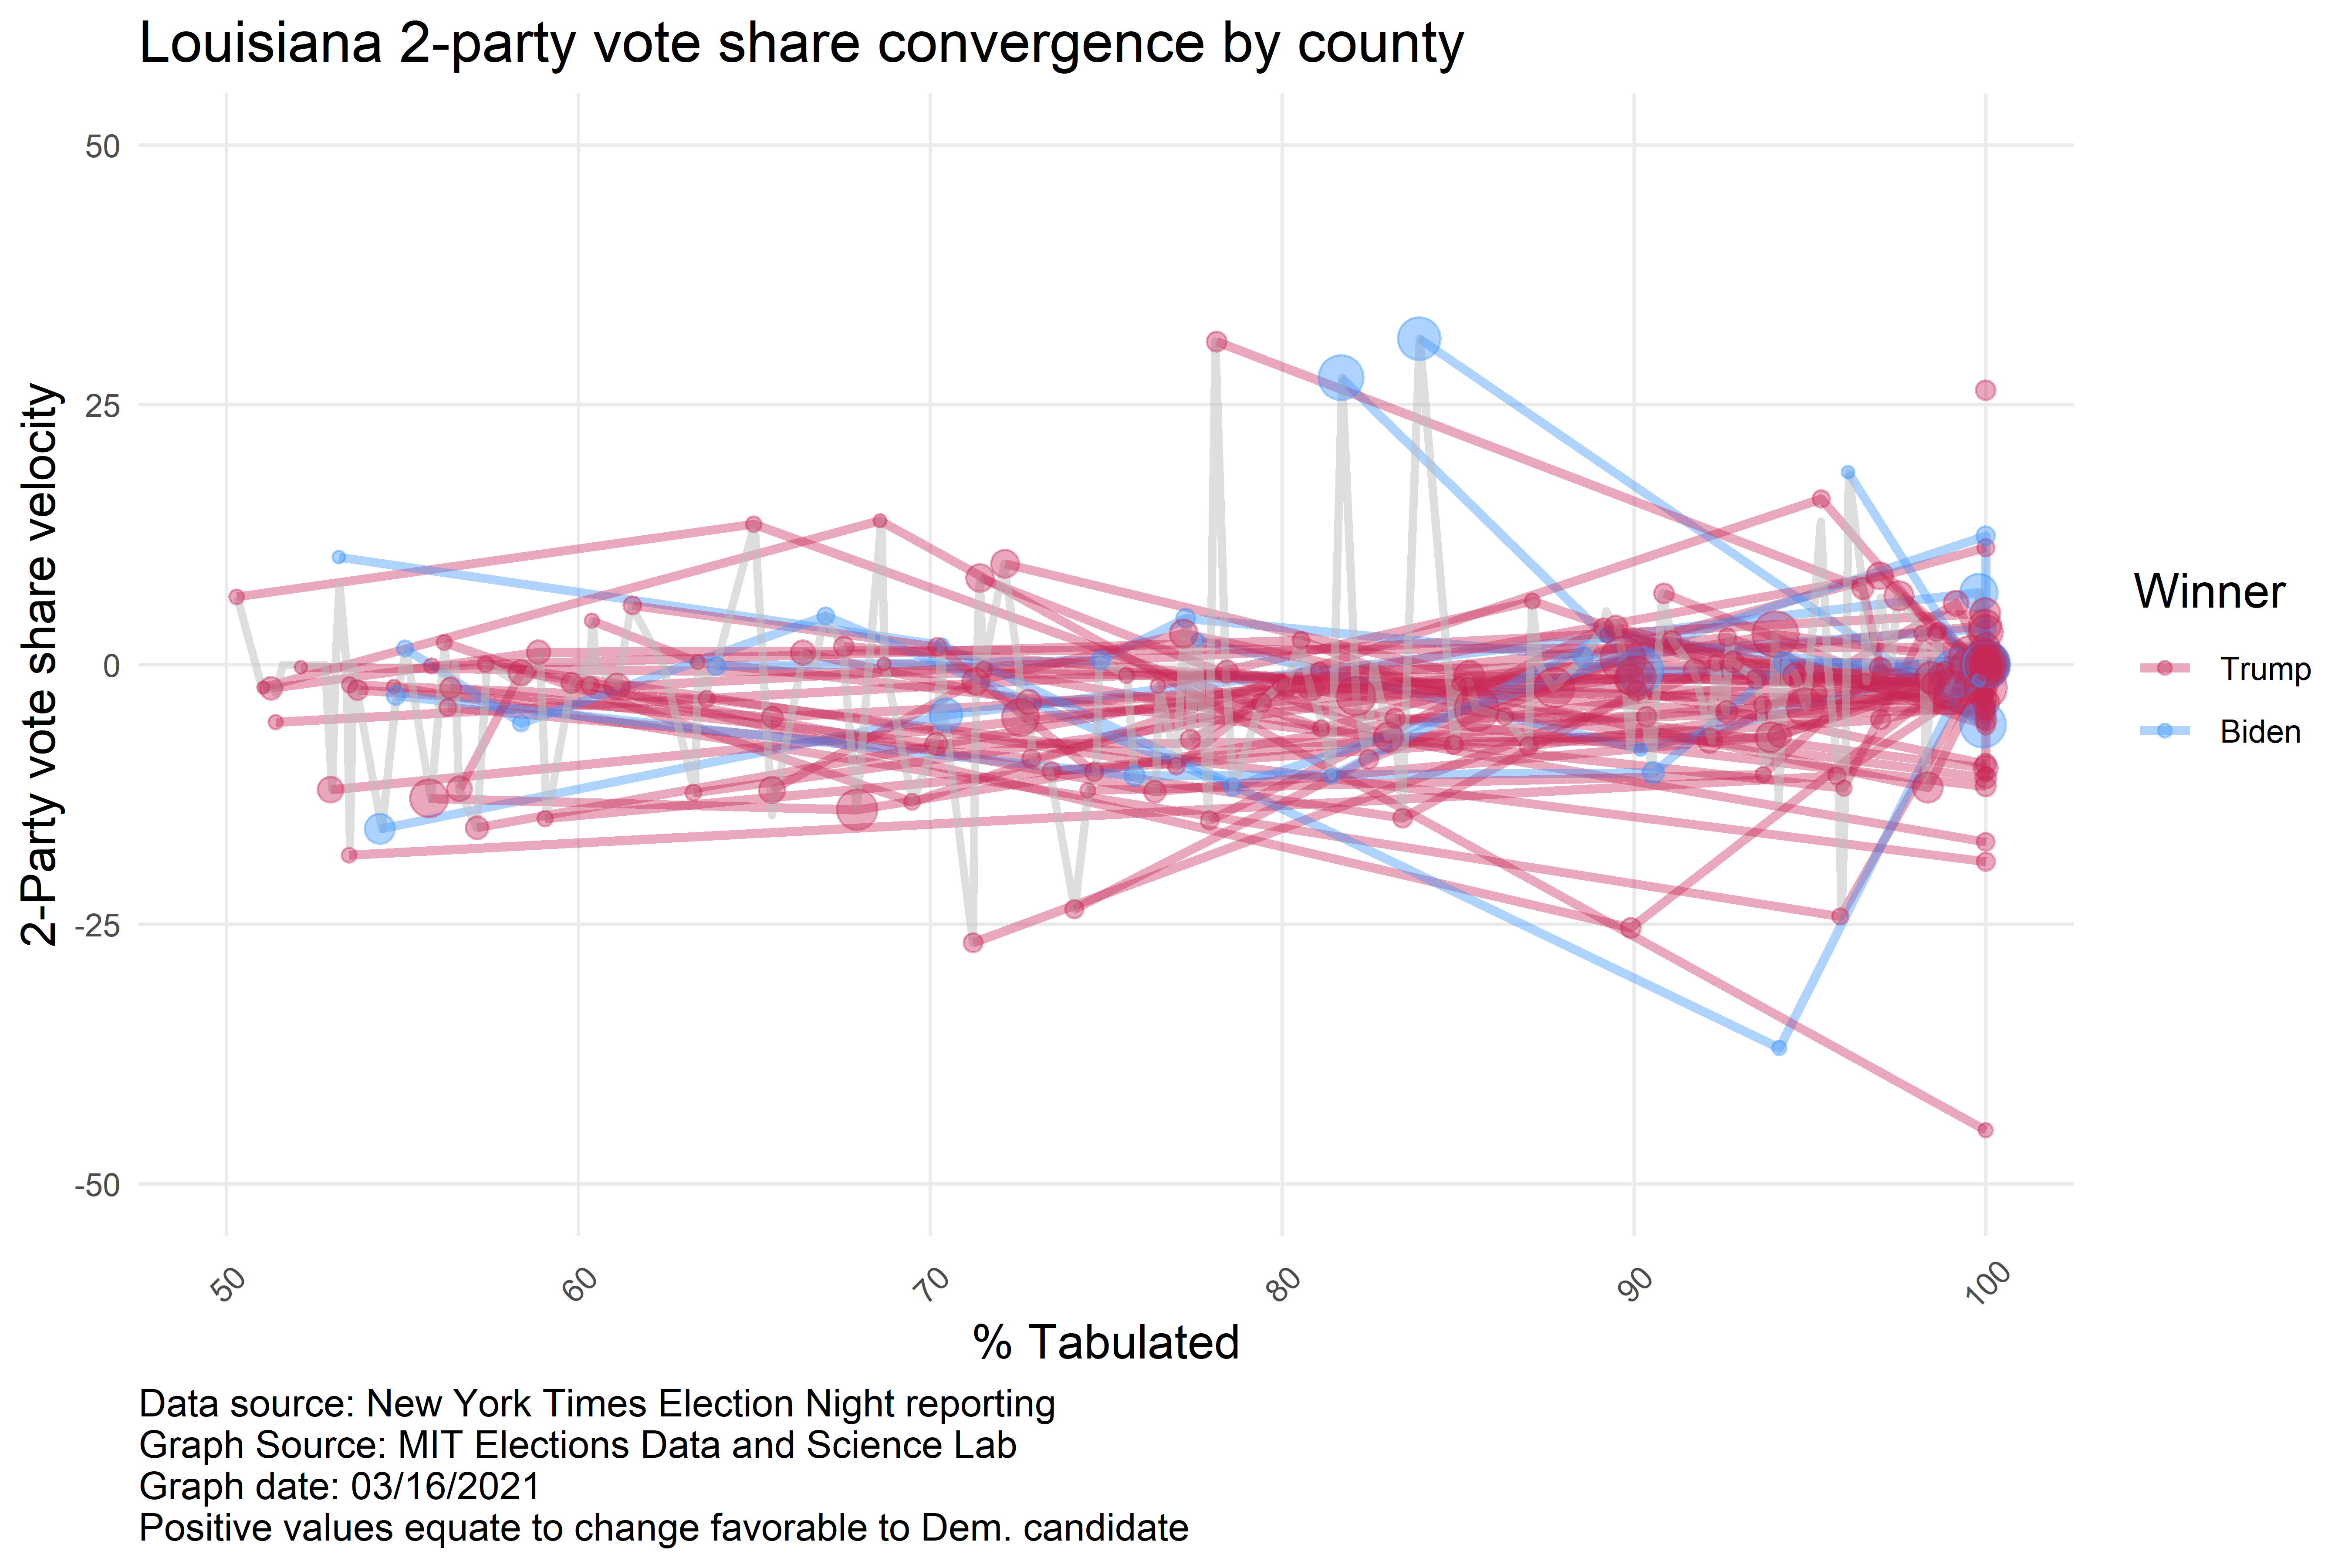 Louisiana 2-party vote share convergence by county
2-Party vote share velocity
50
25
0
-25
-50
50
60
70
80
90
100
% Tabulated
Winner
Trump
Biden
Data source: New York Times Election Night reporting
Graph Source: MIT Elections Data and Science Lab
Graph date: 03/16/2021
Positive values equate to change favorable to Dem. candidate